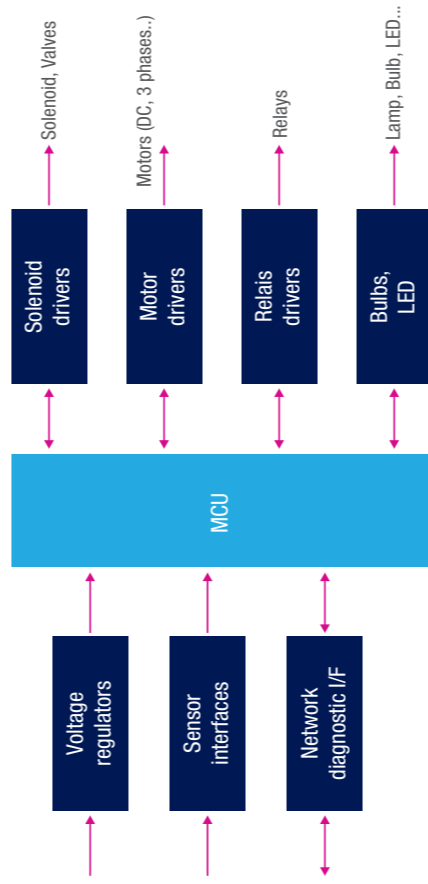 Network
diagnostic I/F
Sensor
interfaces
Voltage
regulators
MCU
Bulbs,
LED
Relais
drivers
Motor
drivers
Solenoid
drivers
Lamp, Bulb, LED...
Relays
Motors (DC, 3 phases..)
Solenoid, Valves